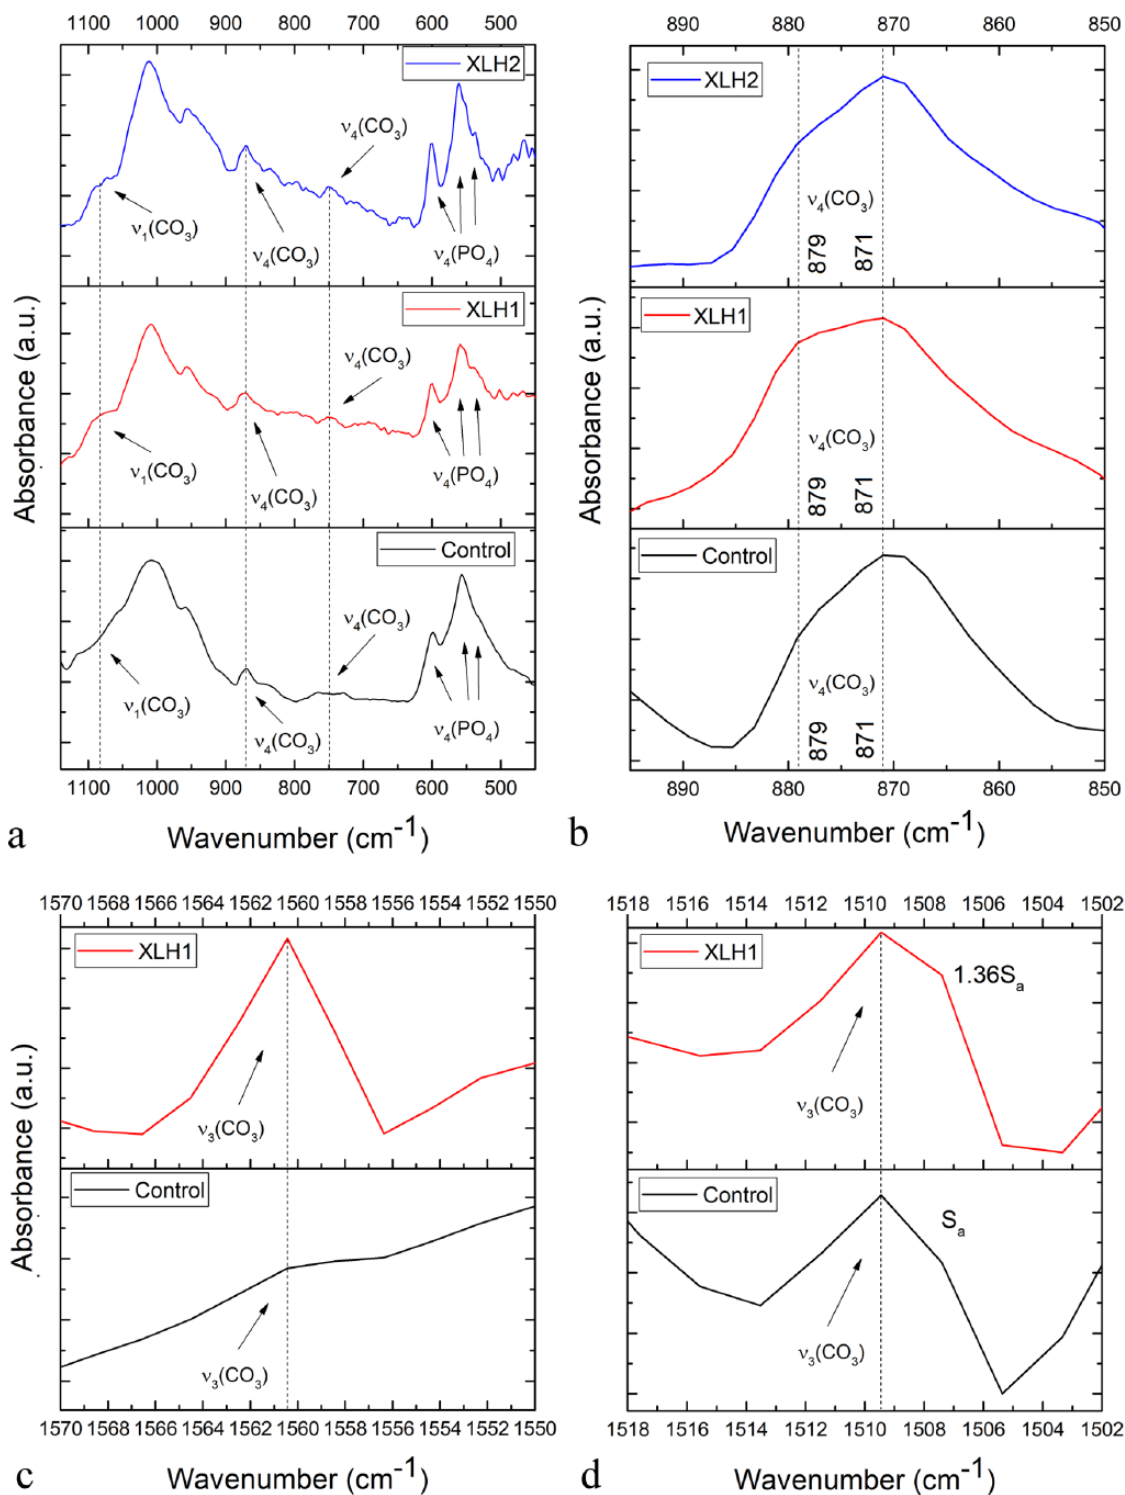 1100 1000 900 800 700 600 500
XLH2
ν4(CO3)
ν1(CO3)
ν4(CO3)
ν4(PO4)
XLH1
ν4(CO3)
ν1(CO3)
ν4(CO3)
ν4(PO4)
Control
ν4(CO3)
ν1(CO3)
ν4(CO3)
ν4(PO4)
Absorbance (a.u.)
1100 1000 900 800 700 600 500
a
Wavenumber (cm-1)
890 880 870 860 850
XLH2
ν4(CO3)
879 871
XLH1
ν4(CO3)
879 871
Control
ν4(CO3)
879 871
Absorbance (a.u.)
890 880 870 860 850
b
Wavenumber (cm-1)
1570 1568 1566 1564 1562 1560 1558 1556 1554 1552 1550
XLH1
ν3(CO3)
Control
ν3(CO3)
Absorbance (a.u.)
1570 1568 1566 1564 1562 1560 1558 1556 1554 1552 1550
c
Wavenumber (cm-1)
1518 1516 1514 1512 1510 1508 1506 1504 1502
XLH1
1.36Sa
ν3(CO3)
Control
Sa
ν3(CO3)
1518 1516 1514 1512 1510 1508 1506 1504 1502
d
Wavenumber (cm-1)